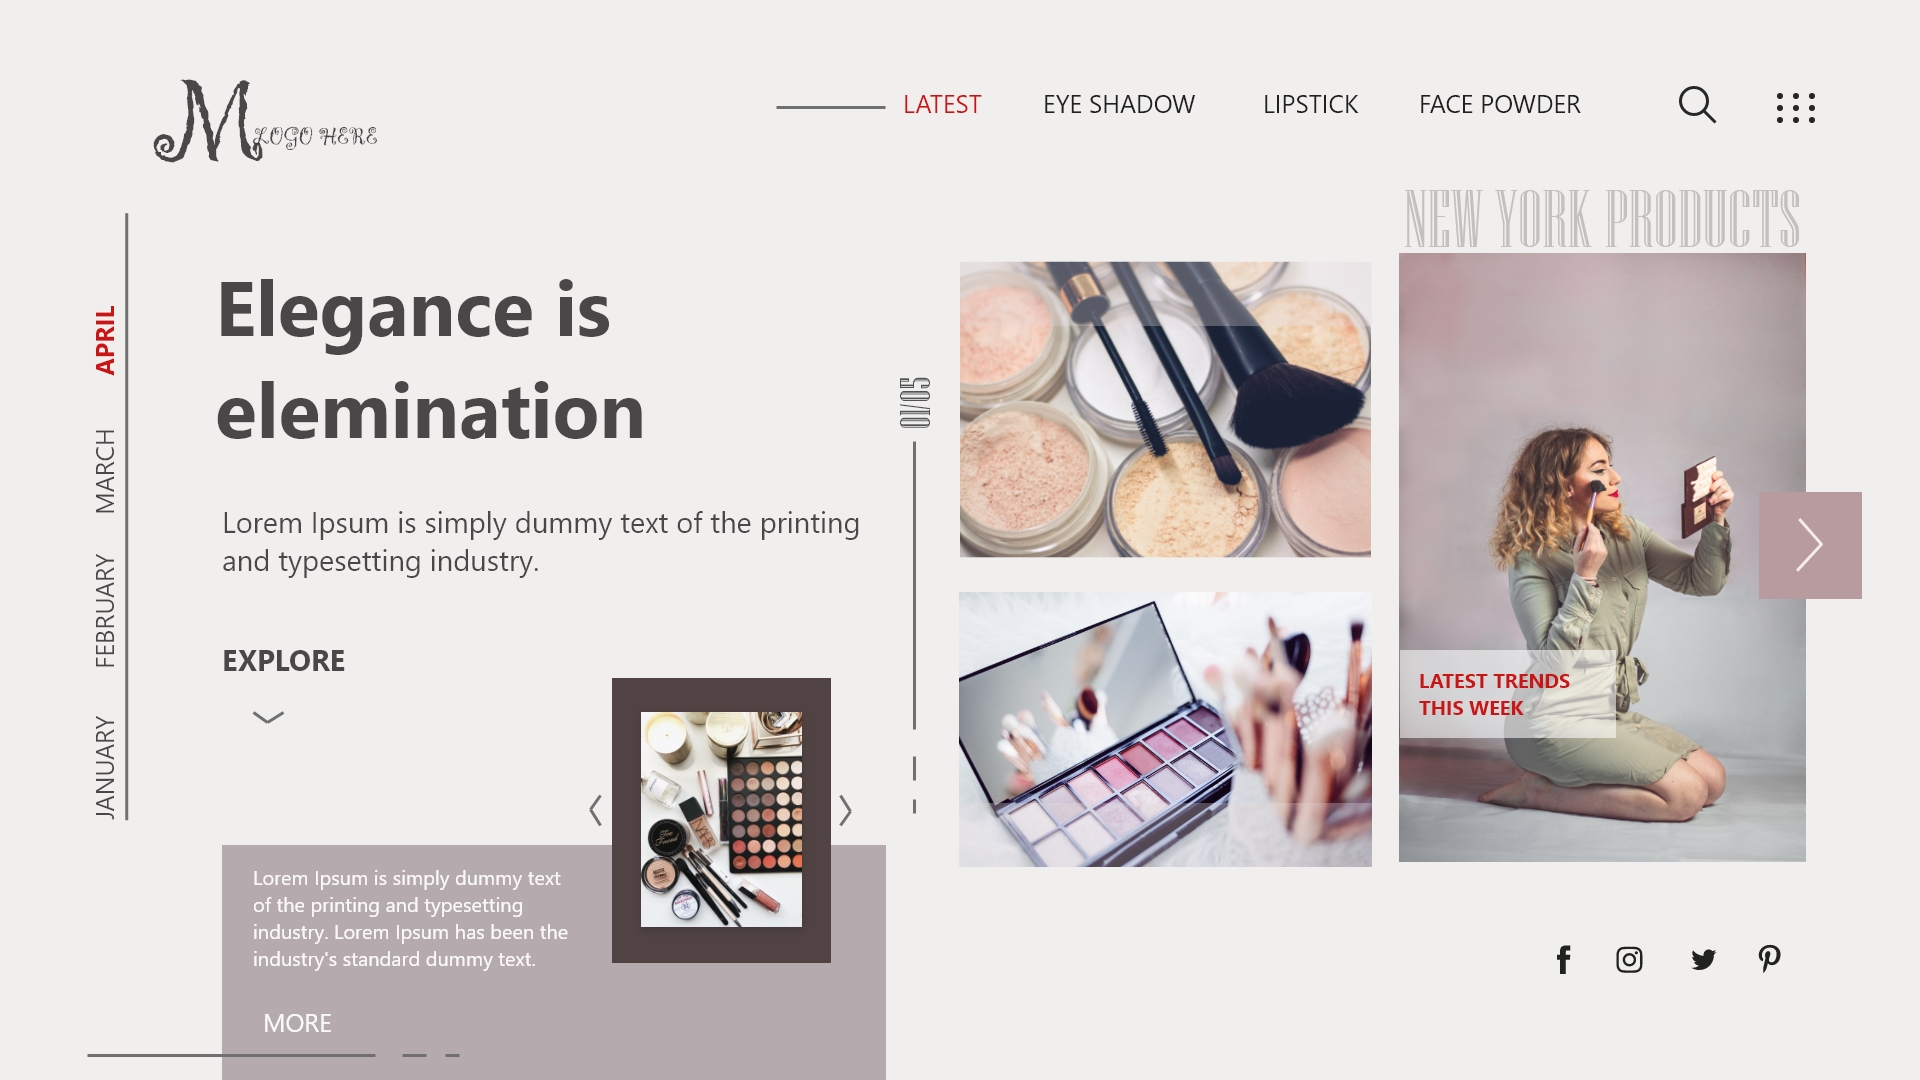 M LOGO HERE
LATEST
EYE SHADOW
LIPSTICK
FACE POWDER
NEW YORK PRODUCTS
APRIL
MARCH
FEBRUARY
JANUARY
Elegance is
elemination
Lorem Ipsum is simply dummy text of the printing
and typesetting industry.
EXPLORE
01/05
LATEST TRENDS
THIS WEEK
Too
Faced
NARS
Lorem Ipsum is simply dummy text
of the printing and typesetting
industry. Lorem Ipsum has been the
industry's standard dummy text.
MORE